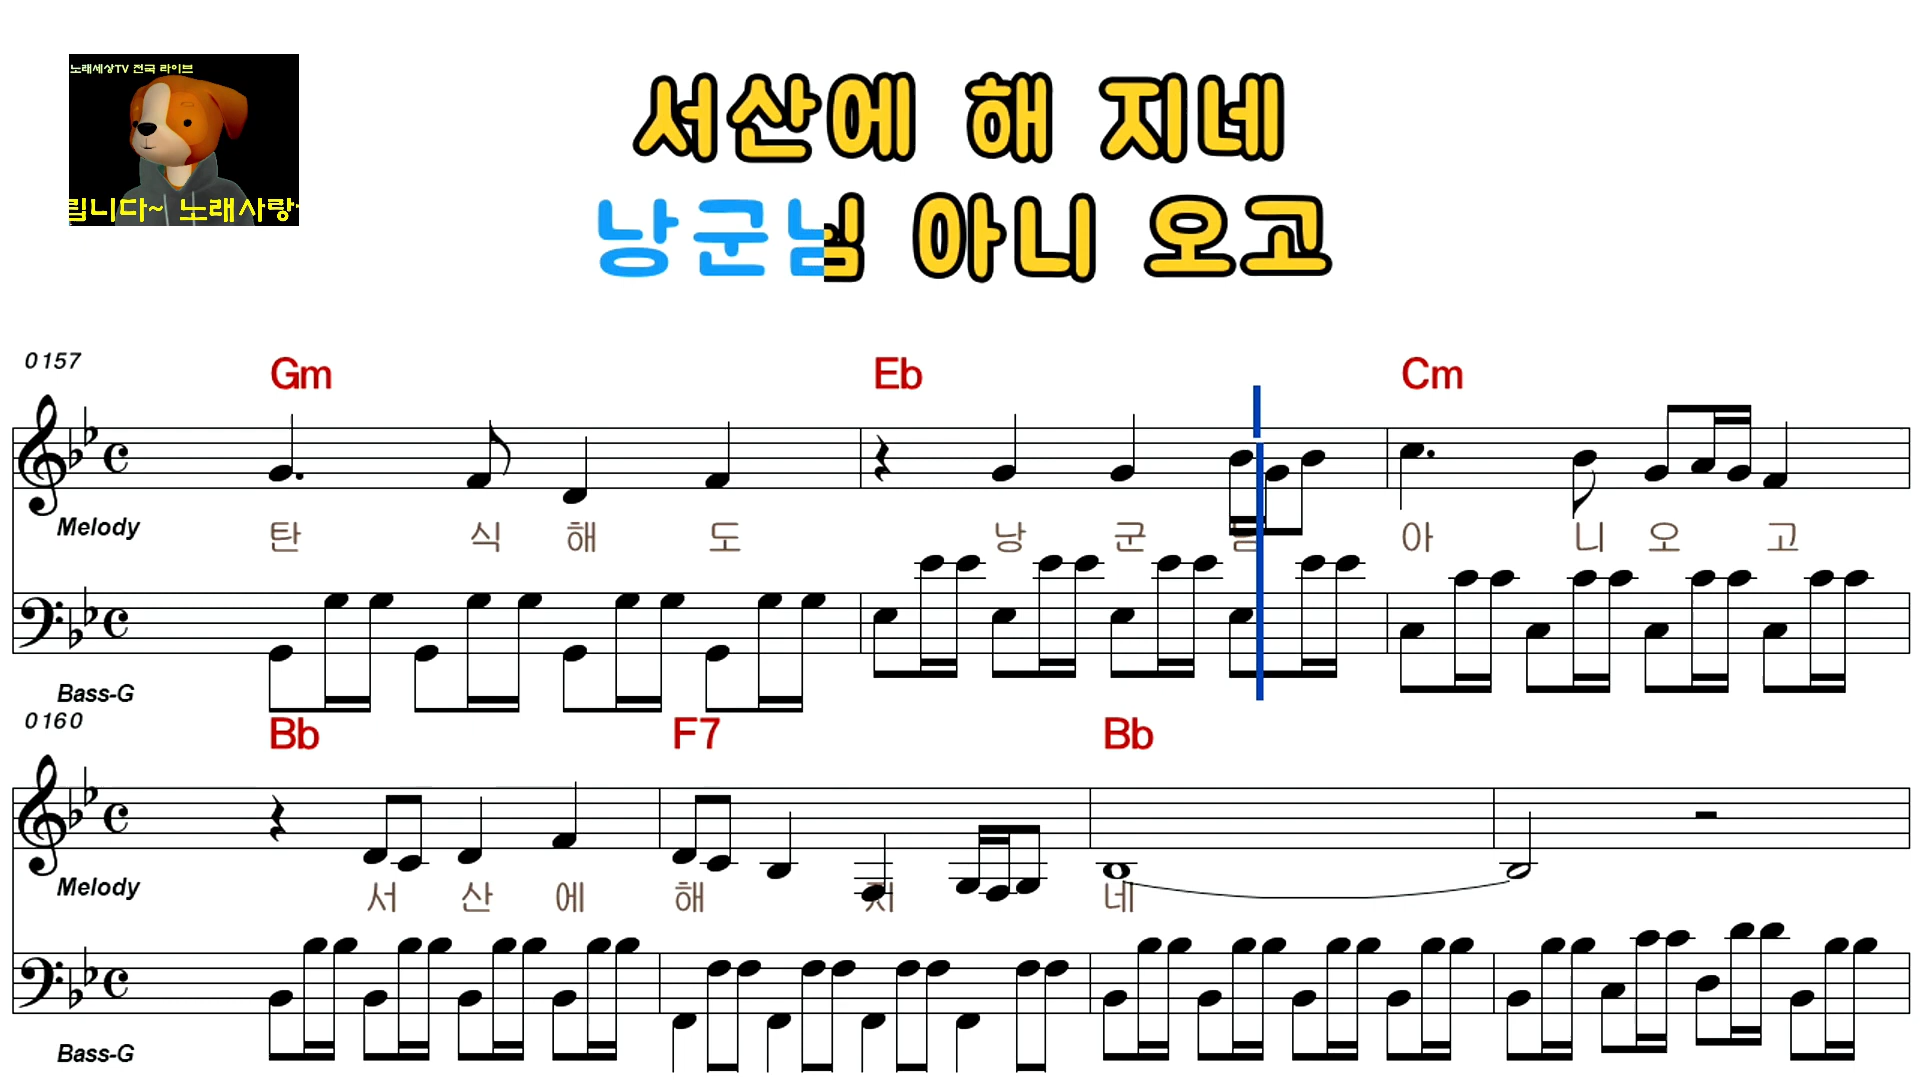 노래세상TV 전국 라이브
립니다~ 노래사랑
서산에 해 지네
낭군님 아니 오고
0157
Gm Eb Cm
Melody
탄 식 해 도 낭 군 님 아 니 오 고
Bass-G
0160
Bb F7 Bb
Melody
서 산 에 해 지 네
Bass-G